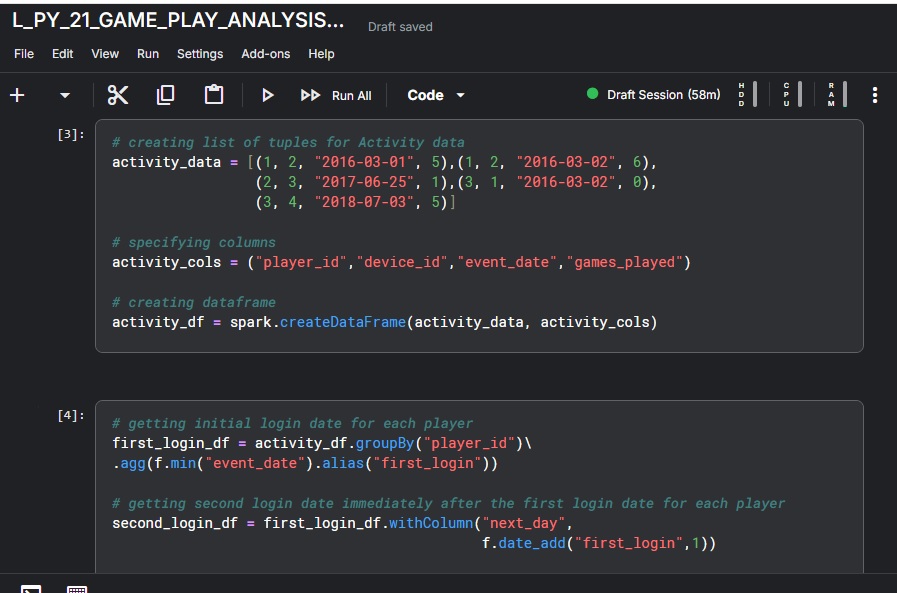 L_PY_21_GAME_PLAY_ANALYSIS...
Draft saved
File Edit View Run Settings Add-ons Help
Run All Code Draft Session (58m) HDD CPU RAM
[3]:
# creating list of tuples for Activity data
activity_data = [(1, 2, "2016-03-01", 5),(1, 2, "2016-03-02", 6),
(2, 3, "2017-06-25", 1),(3, 1, "2016-03-02", 0),
(3, 4, "2018-07-03", 5)]
# specifying columns
activity_cols = ("player_id","device_id","event_date","games_played")
# creating dataframe
activity_df = spark.createDataFrame(activity_data, activity_cols)
[4]:
# getting initial login date for each player
first_login_df = activity_df.groupBy("player_id")\
.agg(f.min("event_date").alias("first_login"))
# getting second login date immediately after the first login date for each player
second_login_df = first_login_df.withColumn("next_day",
f.date_add("first_login",1))